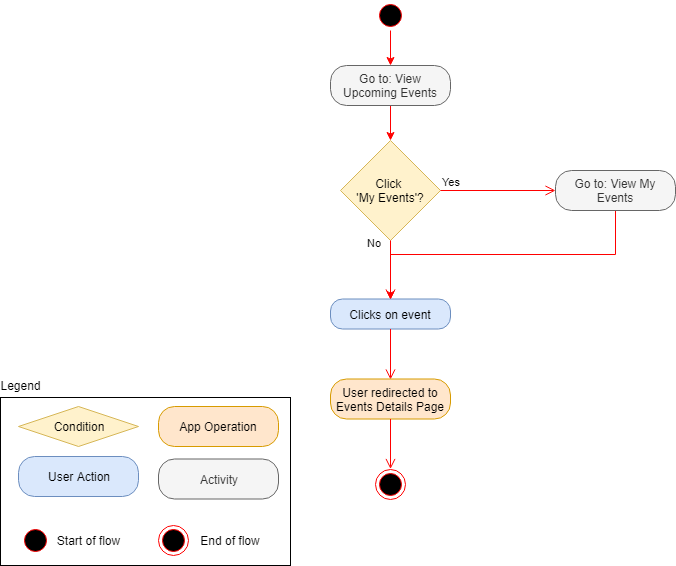 Go to: View
Upcoming Events
Click
'My Events'?
Yes
Go to: View My
Events
No
Clicks on event
User redirected to
Events Details Page
Legend
Condition
App Operation
User Action
Activity
Start of flow
End of flow